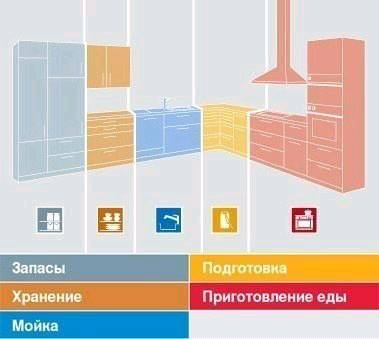 Запасы
Подготовка
Хранение
Приготовление еды
Мойка